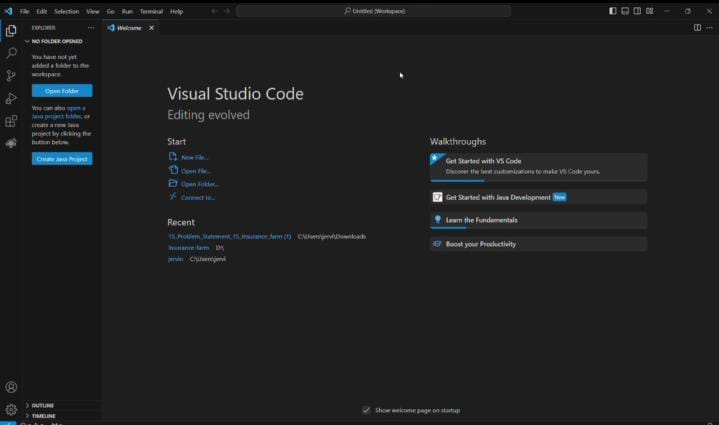 File Edit Selection View Go Run Terminal Help
Untitled (Workspace)
EXPLORER
Welcome
NO FOLDER OPENED
You have not yet
added a folder to the
workspace.
Open Folder
You can also open a
Java project folder, or
create a new Java
project by clicking the
button below.
Create Java Project
Visual Studio Code
Editing evolved
Start
New File...
Open File...
Open Folder...
Connect to...
Recent
15_Problem_Statement_15_Insurance_farm (1) C:\Users\jervi\Downloads
Insurance-farm D:\
jervin C:\Users\jervi
Walkthroughs
Get Started with VS Code
Discover the best customizations to make VS Code yours.
Get Started with Java Development New
Learn the Fundamentals
Boost your Productivity
Show welcome page on startup
OUTLINE
TIMELINE